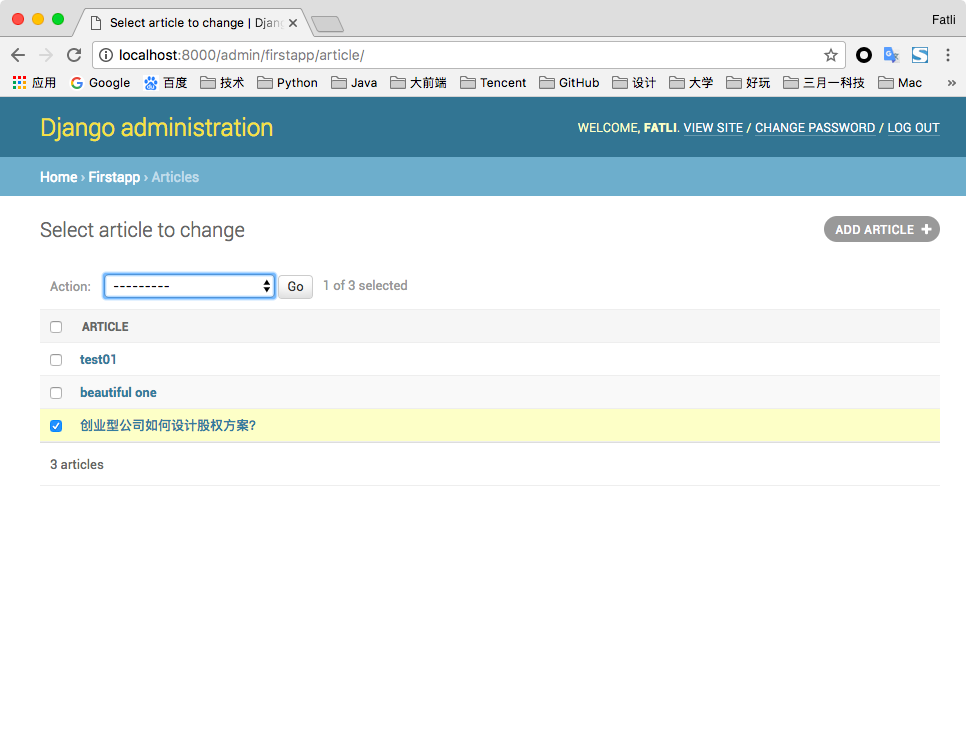 Select article to change | Djang
Fatli
localhost:8000/admin/firstapp/article/
应用 Google 百度 技术 Python Java 大前端 Tencent GitHub 设计 大学 好玩 三月一科技 Mac »
Django administration
WELCOME, FATLI. VIEW SITE / CHANGE PASSWORD / LOG OUT
Home › Firstapp › Articles
Select article to change
ADD ARTICLE +
Action: --------- Go 1 of 3 selected
ARTICLE
test01
beautiful one
创业型公司如何设计股权方案?
3 articles